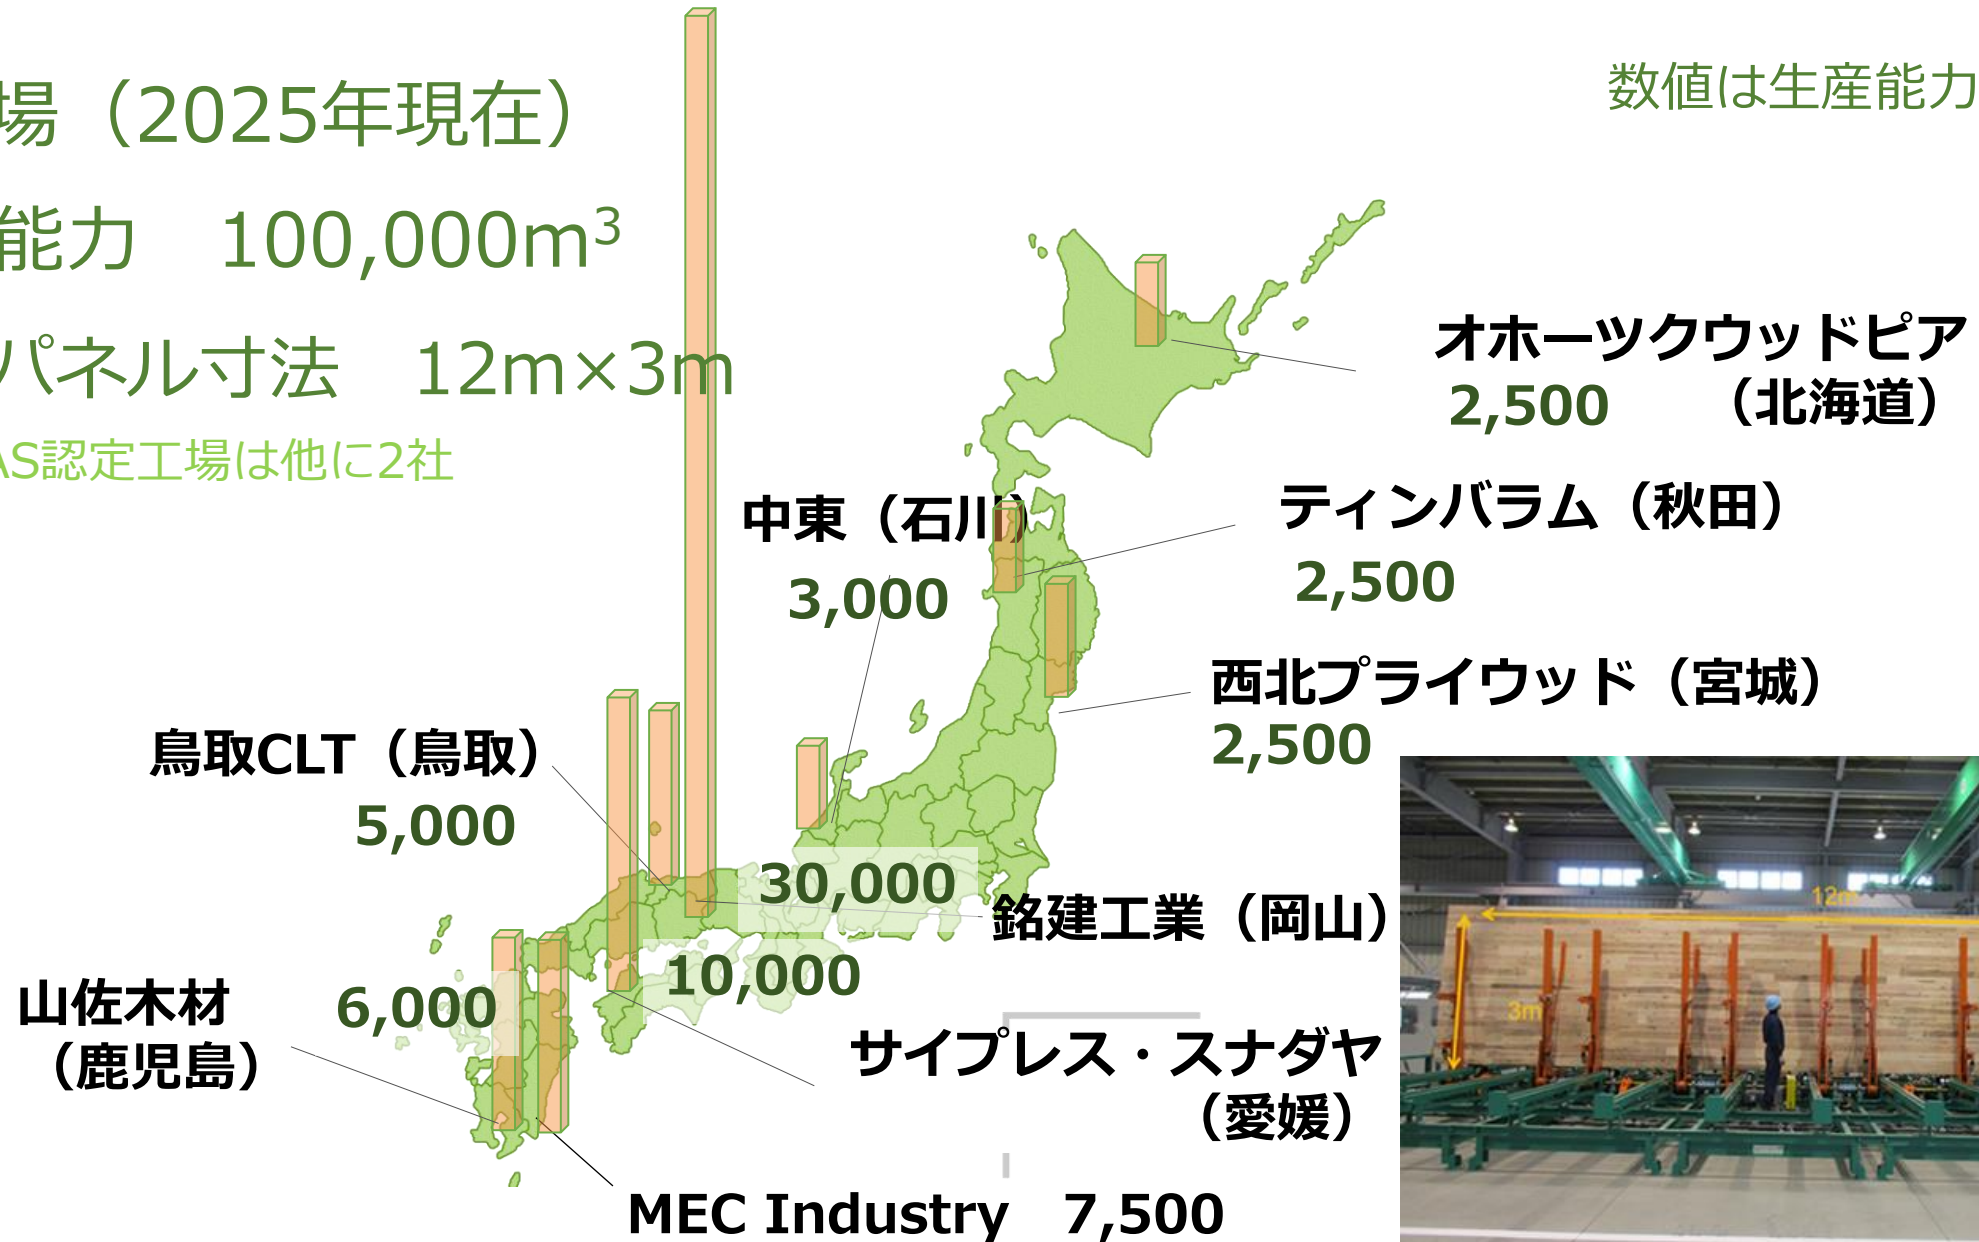 場（2025年現在）
数値は生産能力
能力　100,000m³
パネル寸法　12m×3m
AS認定工場は他に2社
オホーツクウッドピア
2,500　（北海道）
中東（石川）
3,000
ティンバラム（秋田）
2,500
西北プライウッド（宮城）
2,500
鳥取CLT（鳥取）
5,000
30,000
銘建工業（岡山）
10,000
サイプレス・スナダヤ
（愛媛）
山佐木材
（鹿児島）
6,000
MEC Industry　7,500
12m
3m